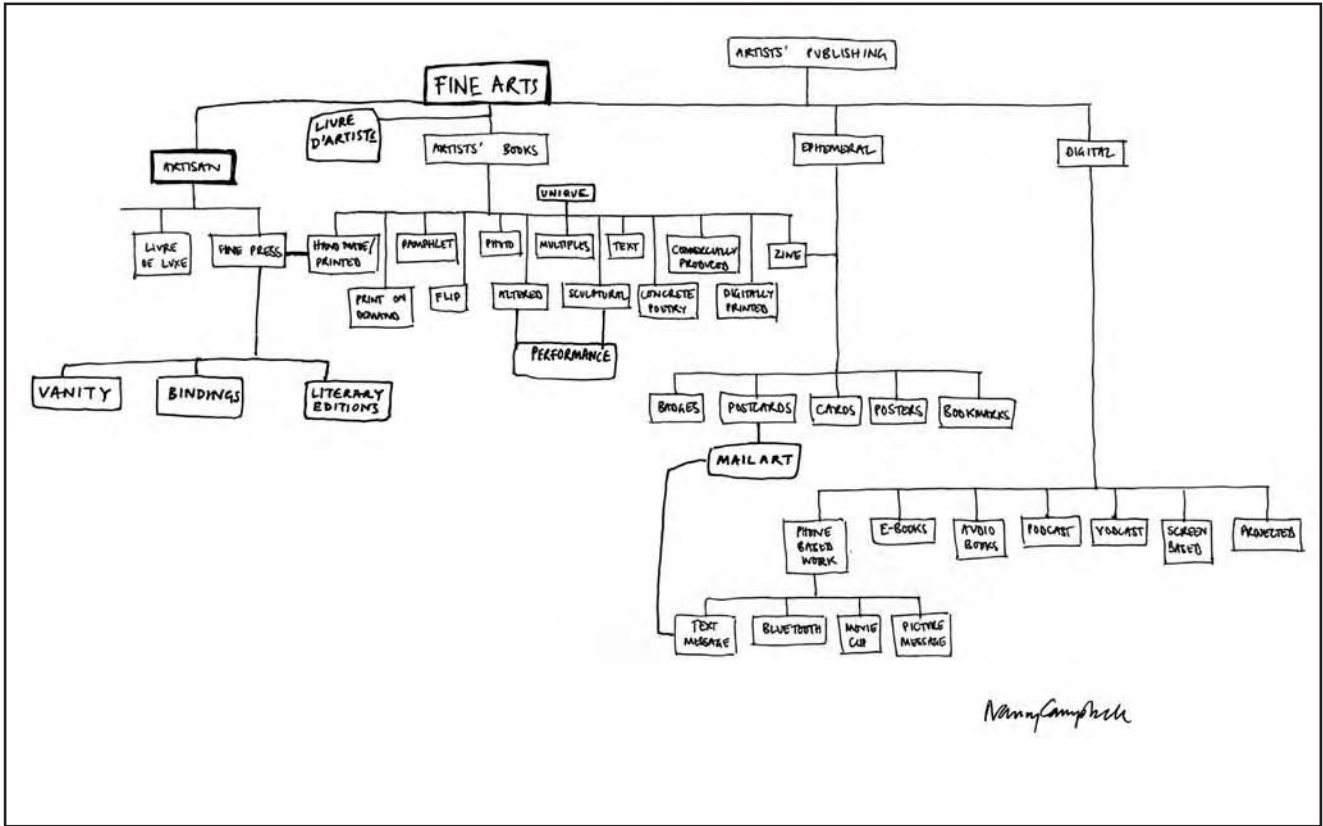 ARTISTS' PUBLISHING
FINE ARTS
LIVRE
D'ARTISTE
ARTISTS' BOOKS
EPHEMERAL
DIGITAL
ARTISAN
UNIQUE
LIVRE
DE LUXE
FINE PRESS
HAND MADE/
PRINTED
PAMPHLET
PHOTO
MULTIPLES
TEXT
COMMERCIALLY
PRODUCED
ZINE
PRINT ON
DEMAND
FLIP
ALTERED
SCULPTURAL
CONCRETE
POETRY
DIGITALLY
PRINTED
PERFORMANCE
VANITY
BINDINGS
LITERARY
EDITIONS
BADGES
POSTCARDS
CARDS
POSTERS
BOOKMARKS
MAIL ART
PHONE
BASED
WORK
E-BOOKS
AUDIO
BOOKS
PODCAST
VODCAST
SCREEN
BASED
PROJECTED
TEXT
MESSAGE
BLUETOOTH
MOVIE
CLIP
PICTURE
MESSAGE
Nancy Campbell